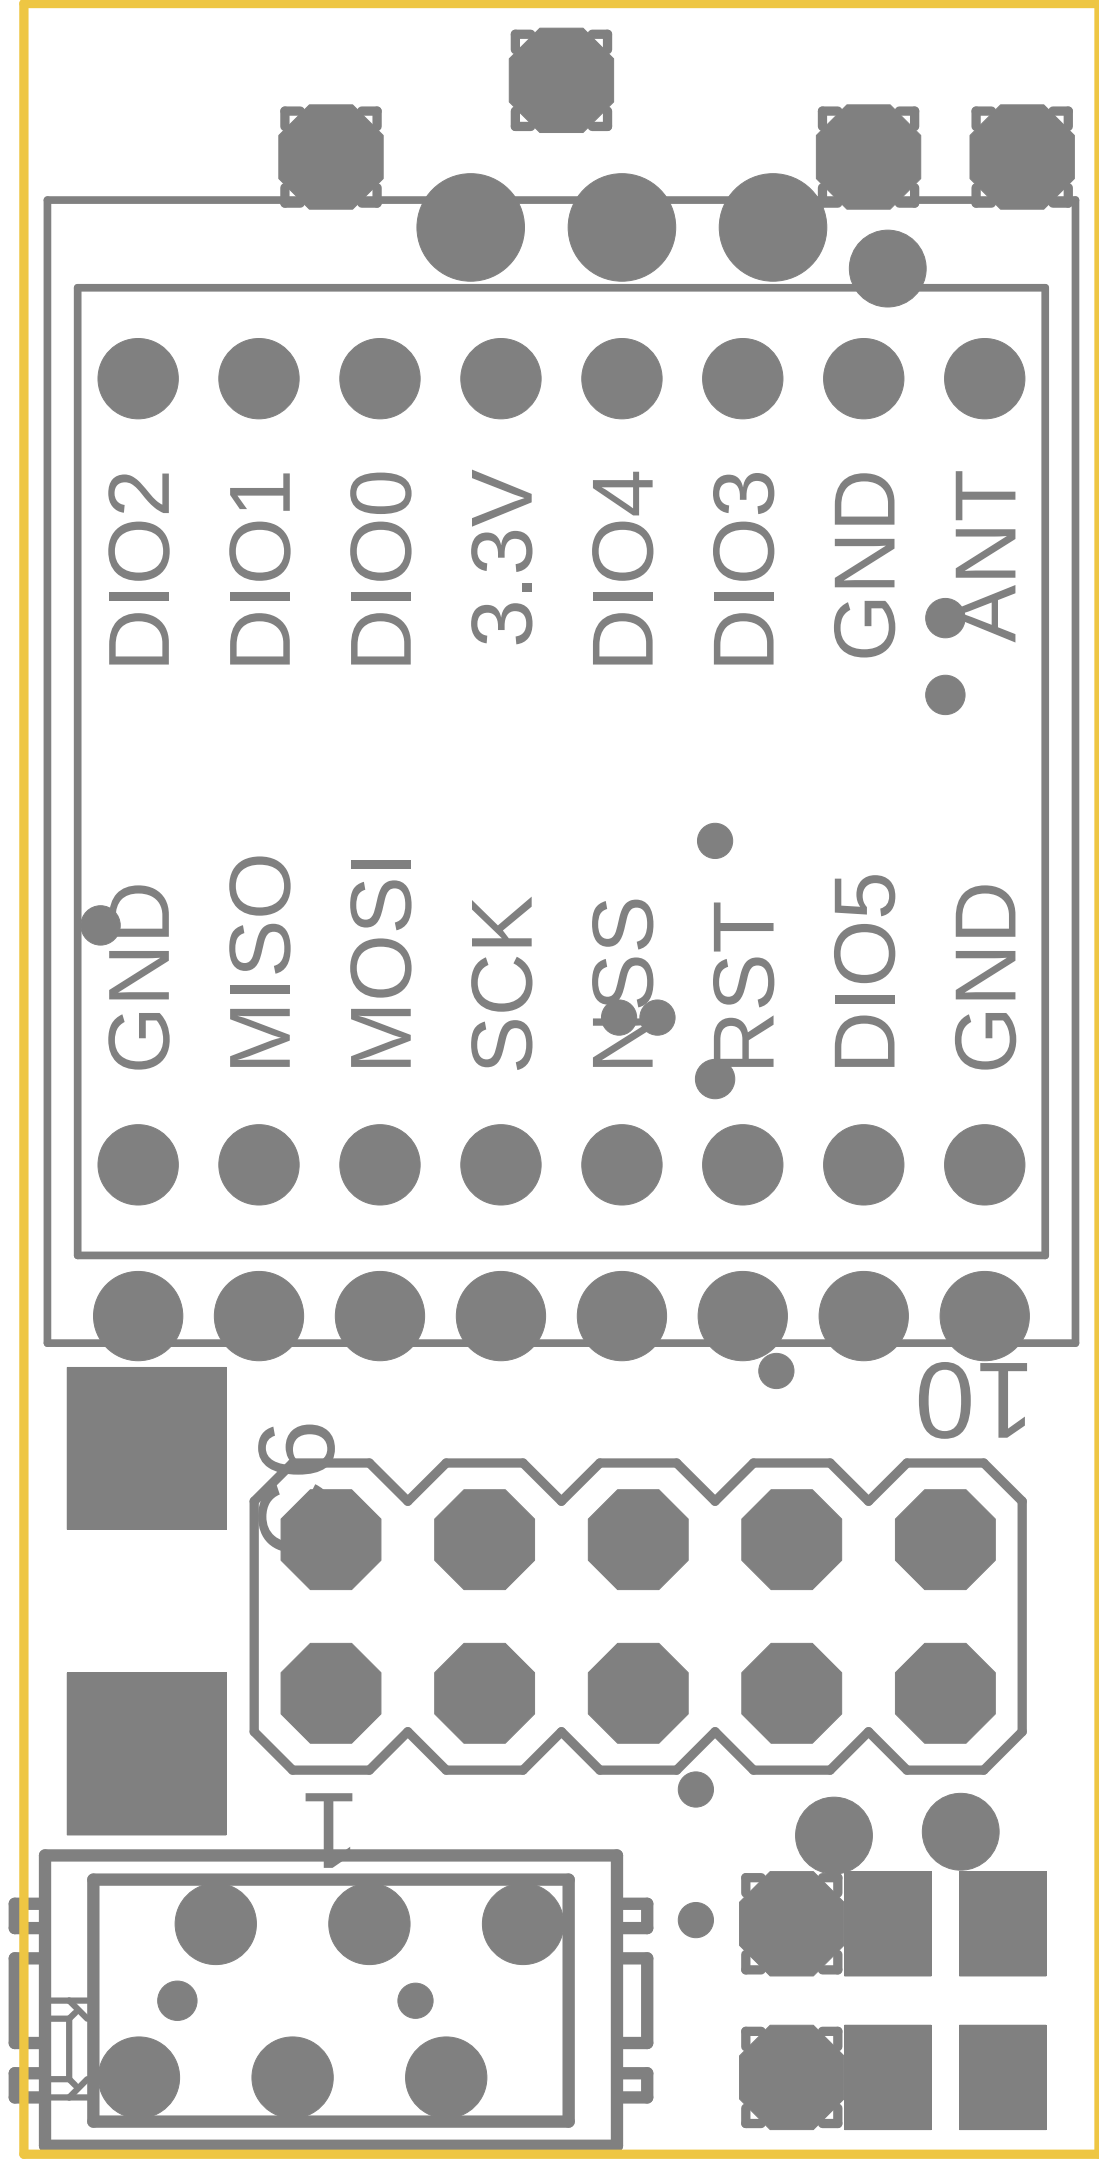 DIO2
DIO1
DIO0
3.3V
DIO4
DIO3
GND
ANT
GND
MISO
MOSI
SCK
NSS
RST
DIO5
GND
10
C6
1